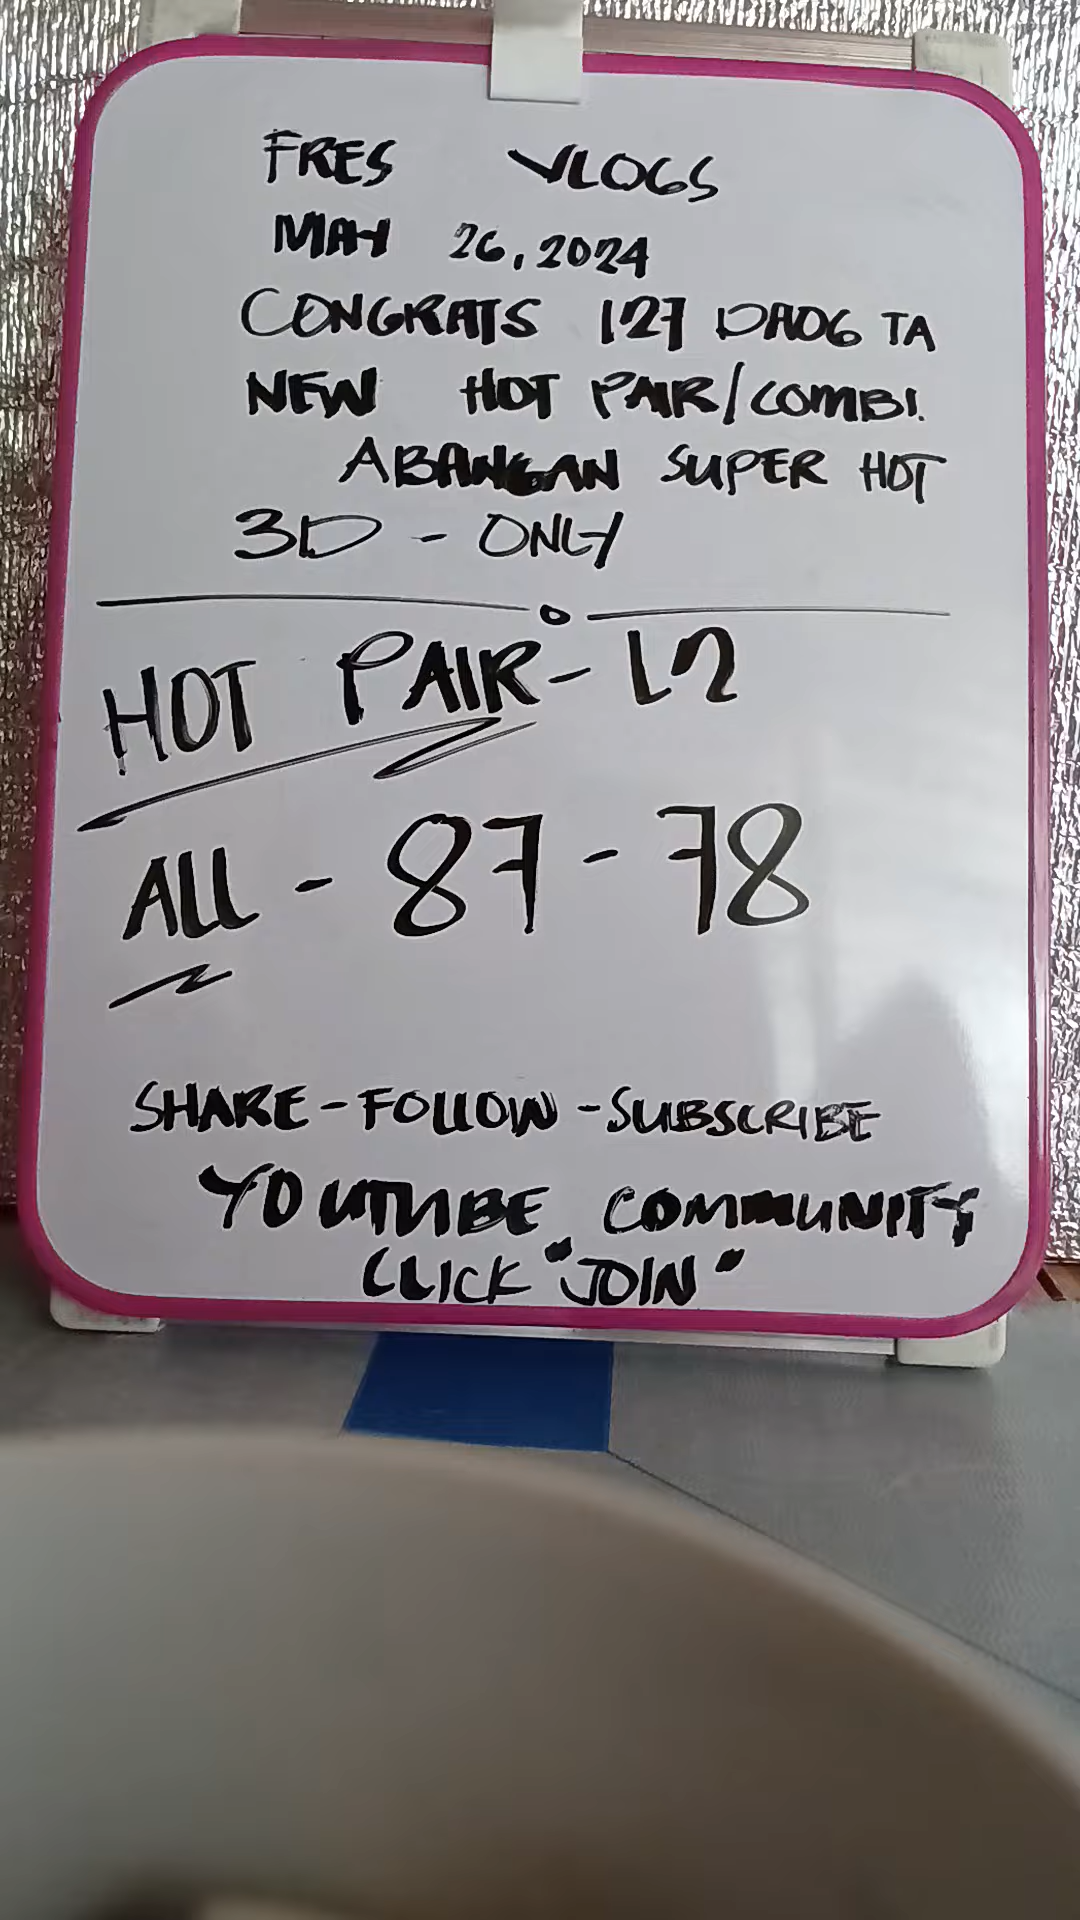 FRES VLOGS
MAY 26, 2024
CONGRATS 127 DAOG TA
NEW HOT PAIR/COMBI.
ABANGAN SUPER HOT
3D - ONLY
HOT PAIR - L2
ALL - 87 - 78
SHARE - FOLLOW - SUBSCRIBE
YOUTUBE COMMUNITY
CLICK "JOIN"